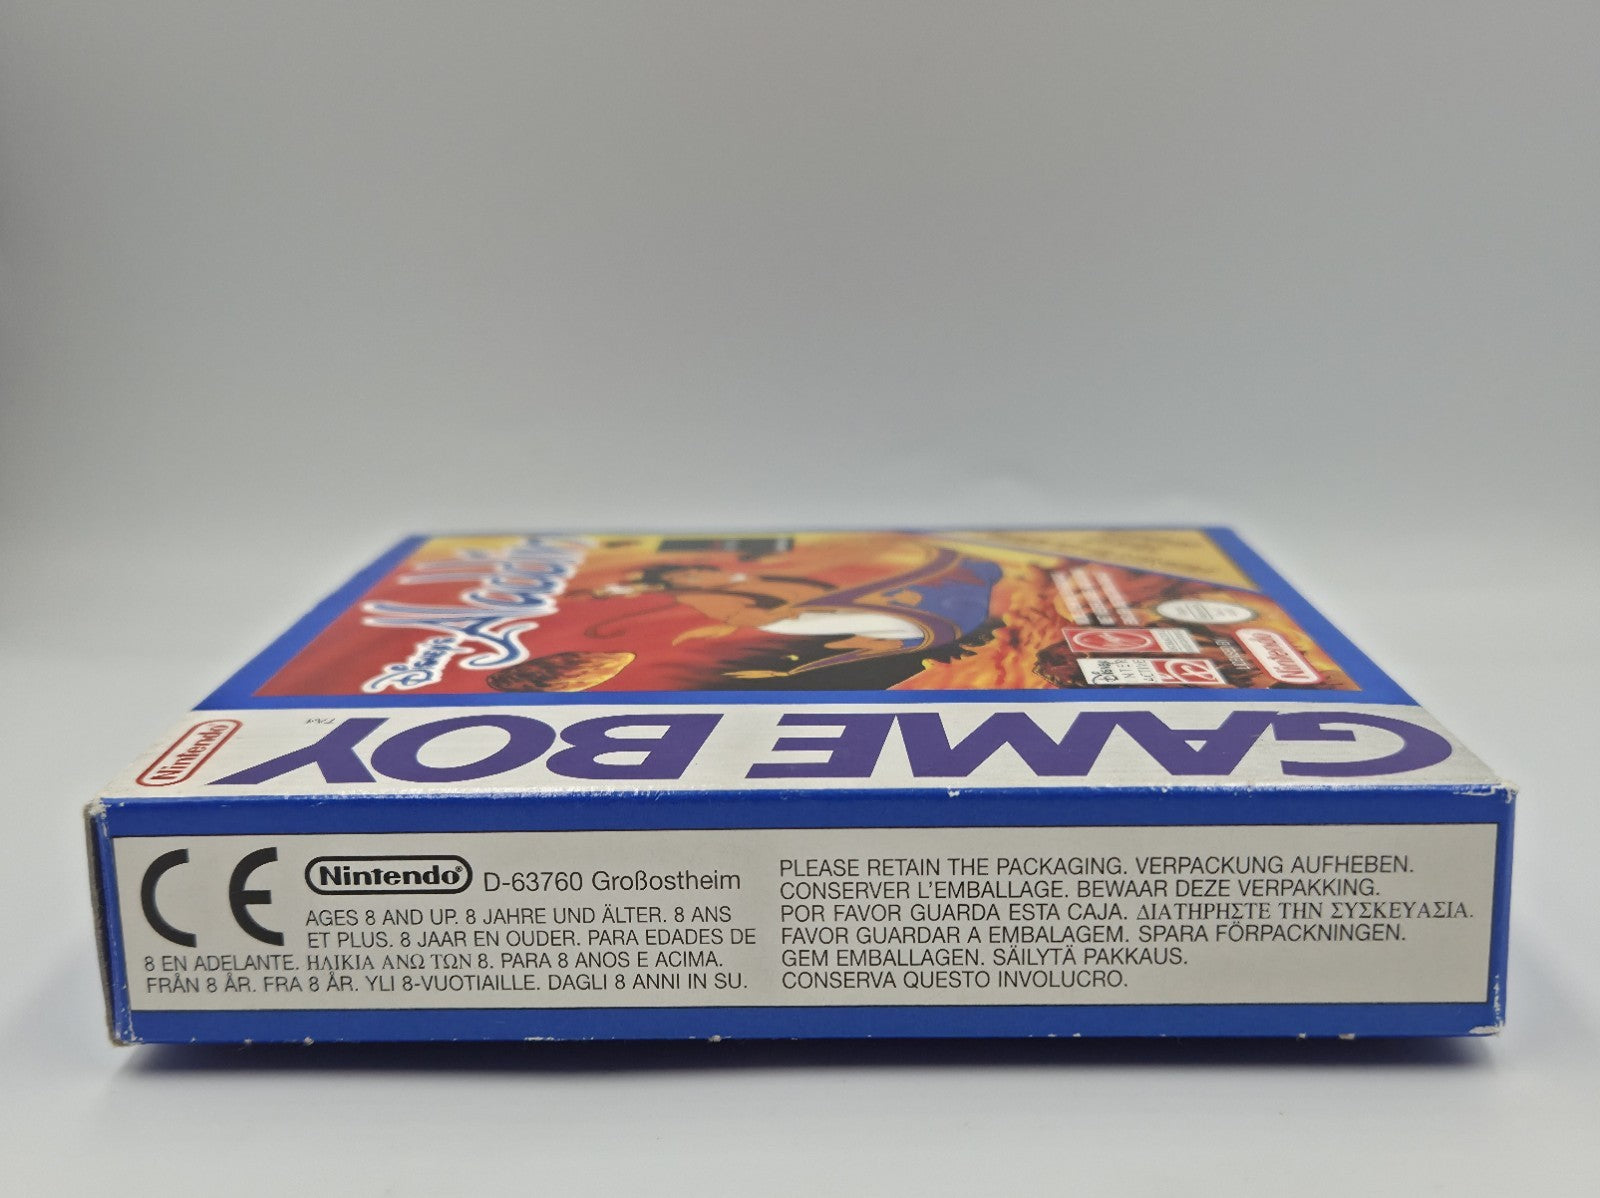 Disney's
Aladdin
Disney
INTER
ACTIVE
Nintendo
Nintendo
GAME BOY
TM
CE
Nintendo® D-63760 Großostheim
AGES 8 AND UP. 8 JAHRE UND ÄLTER. 8 ANS
ET PLUS. 8 JAAR EN OUDER. PARA EDADES DE
8 EN ADELANTE. ΗΛΙΚΙΑ ΑΝΩ ΤΩΝ 8. PARA 8 ANOS E ACIMA.
FRÅN 8 ÅR. FRA 8 ÅR. YLI 8-VUOTIAILLE. DAGLI 8 ANNI IN SU.
PLEASE RETAIN THE PACKAGING. VERPACKUNG AUFHEBEN.
CONSERVER L'EMBALLAGE. BEWAAR DEZE VERPAKKING.
POR FAVOR GUARDA ESTA CAJA. ΔΙΑΤΗΡΗΣΤΕ ΤΗΝ ΣΥΣΚΕΥΑΣΙΑ.
FAVOR GUARDAR A EMBALAGEM. SPARA FÖRPACKNINGEN.
GEM EMBALLAGEN. SÄILYTÄ PAKKAUS.
CONSERVA QUESTO INVOLUCRO.